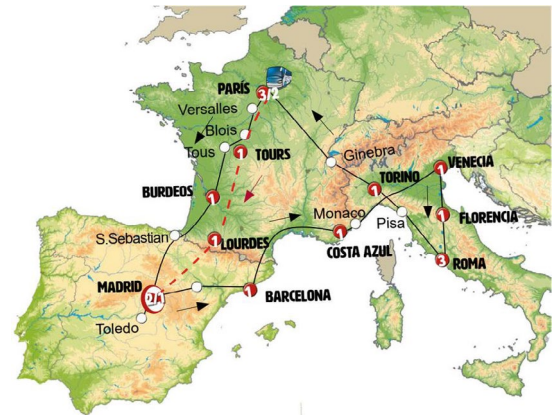 PARÍS
3/2
Versalles
Blois
Tous
1
TOURS
Ginebra
VENECIA
1
TORINO
1
BURDEOS
1
Monaco
Pisa
1
FLORENCIA
S.Sebastian
1
LOURDES
1
COSTA AZUL
3
ROMA
MADRID
1
BARCELONA
Toledo